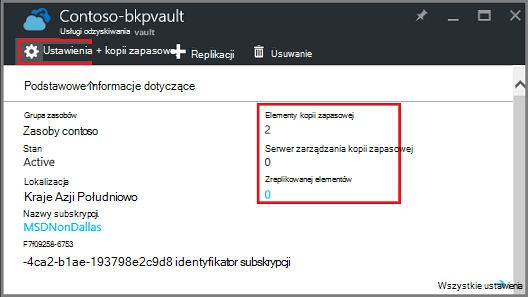 Contoso-bkpvault
Usługi odzyskiwania vault
Ustawienia + kopii zapasowej Replikacji Usuwanie
Podstawowe informacje dotyczące
Grupa zasobów
Zasoby contoso
Stan
Active
Lokalizacja
Kraje Azji Południowo
Nazwy subskrypcji.
MSDNonDallas
F7f09258-6753
-4ca2-b1ae-193798e2c9d8 identyfikator subskrypcji
Elementy kopii zapasowej
2
Serwer zarządzania kopii zapasowej
0
Zreplikowanej elementów
0
Wszystkie ustawienia